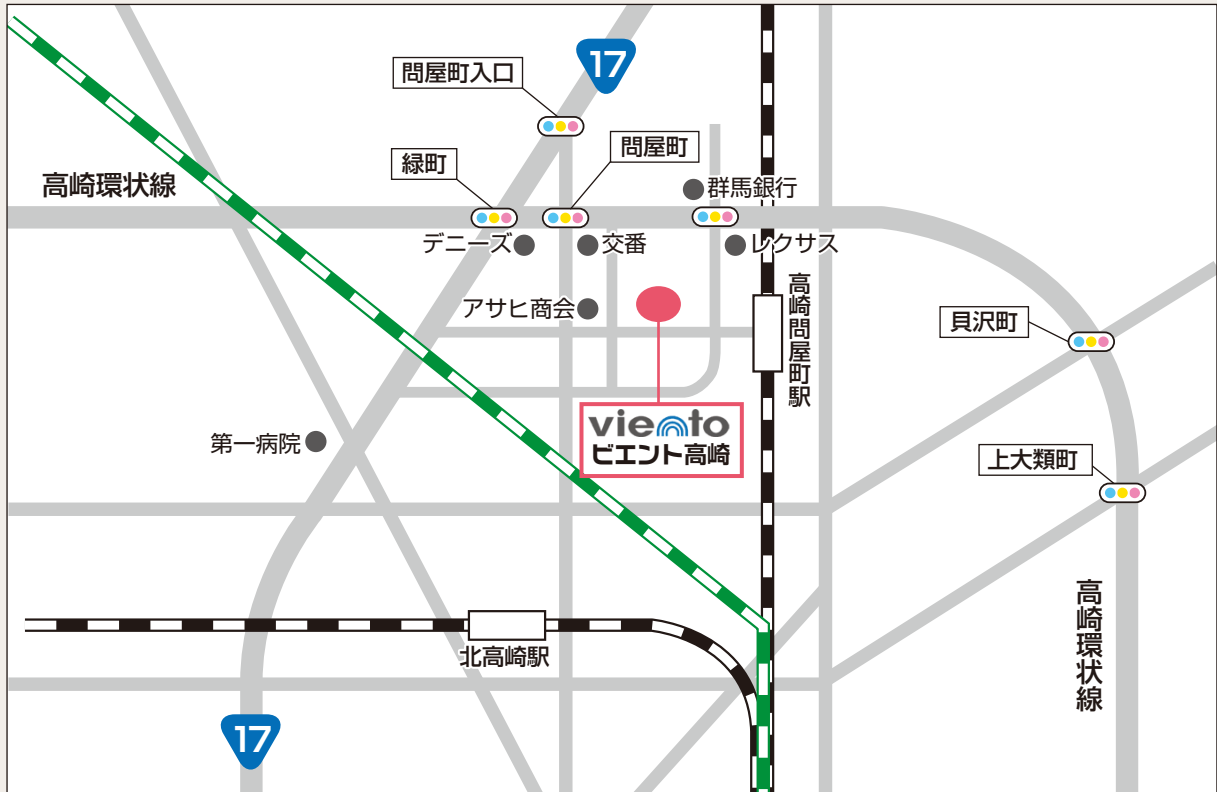 17
問屋町入口
問屋町
緑町
高崎環状線
群馬銀行
デニーズ
交番
レクサス
アサヒ商会
高崎問屋町駅
貝沢町
viento
ビエント高崎
第一病院
上大類町
高崎環状線
北高崎駅
17